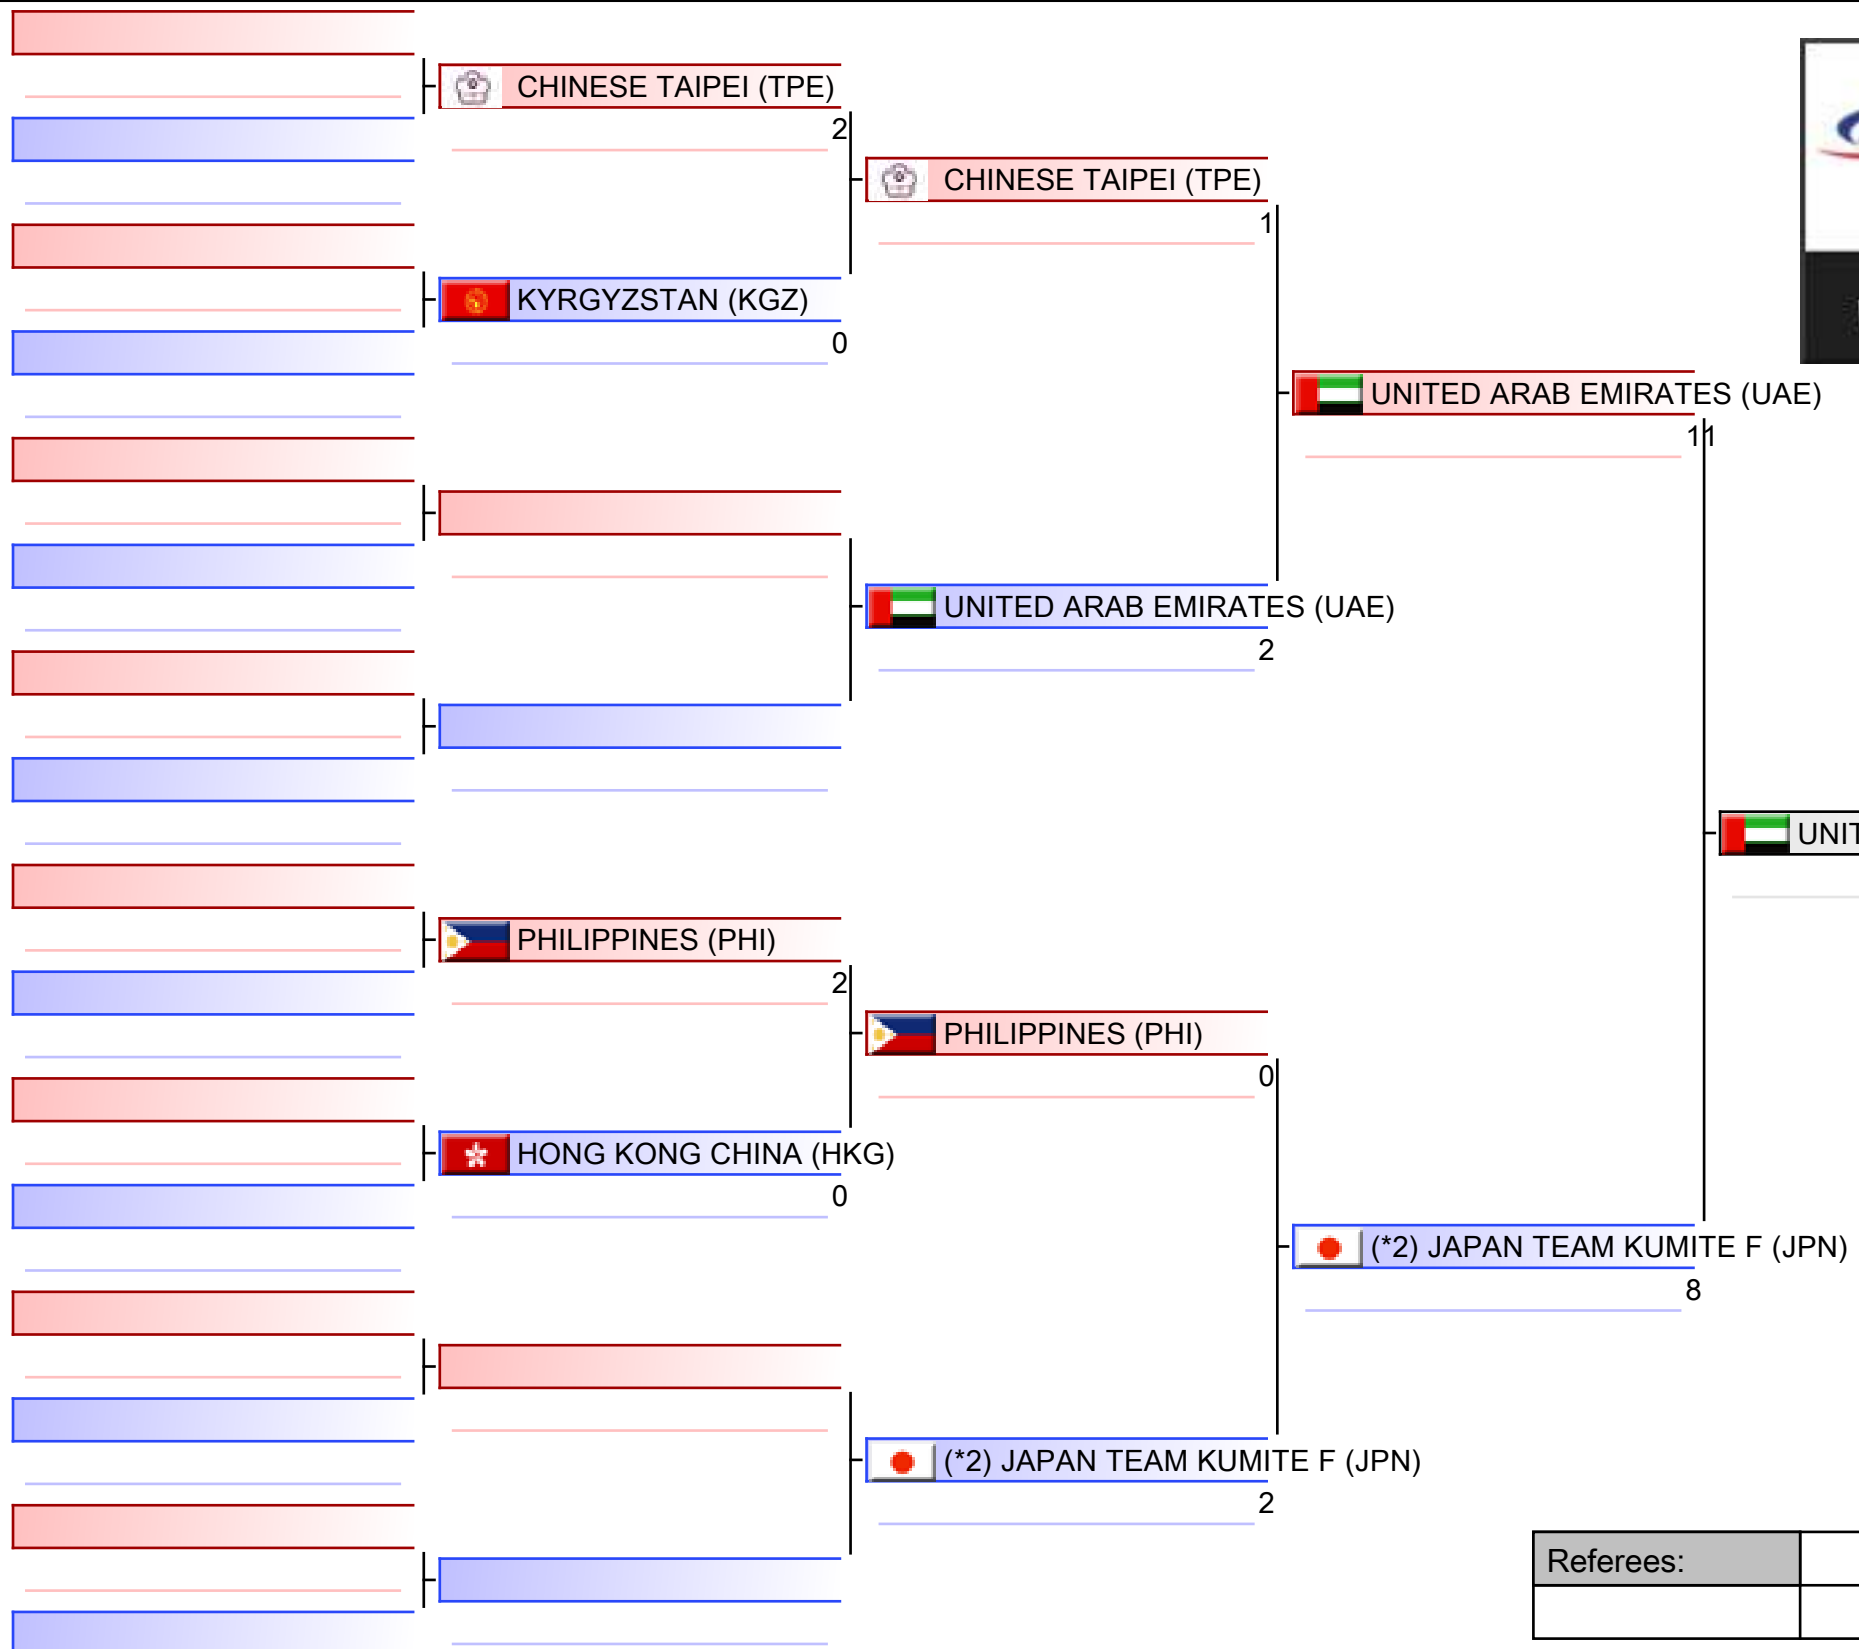 CHINESE TAIPEI (TPE)
2
CHINESE TAIPEI (TPE)
1
KYRGYZSTAN (KGZ)
0
UNITED ARAB EMIRATES (UAE)
11
UNITED ARAB EMIRATES (UAE)
2
UNIT
PHILIPPINES (PHI)
2
PHILIPPINES (PHI)
0
HONG KONG CHINA (HKG)
0
(*2) JAPAN TEAM KUMITE F (JPN)
8
(*2) JAPAN TEAM KUMITE F (JPN)
2
Referees: